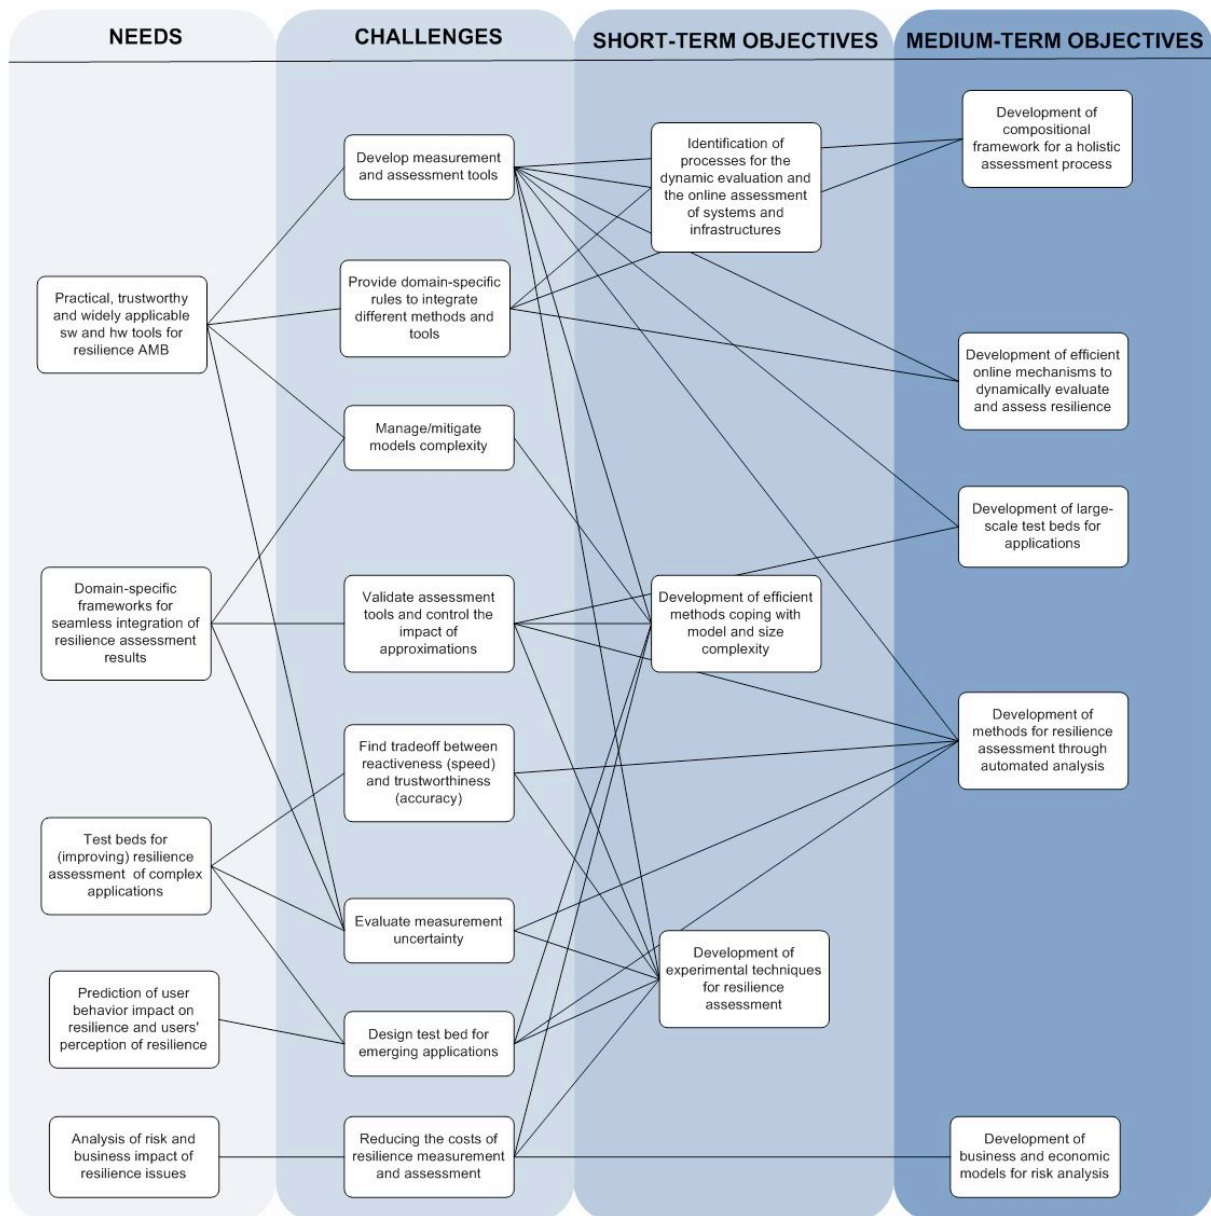 NEEDS
CHALLENGES
SHORT-TERM OBJECTIVES
MEDIUM-TERM OBJECTIVES
Practical, trustworthy
and widely applicable
sw and hw tools for
resilience AMB
Domain-specific
frameworks for
seamless integration of
resilience assessment
results
Test beds for
(improving) resilience
assessment of complex
applications
Prediction of user
behavior impact on
resilience and users'
perception of resilience
Analysis of risk and
business impact of
resilience issues
Develop measurement
and assessment tools
Provide domain-specific
rules to integrate
different methods and
tools
Manage/mitigate
models complexity
Validate assessment
tools and control the
impact of
approximations
Find tradeoff between
reactiveness (speed)
and trustworthiness
(accuracy)
Evaluate measurement
uncertainty
Design test bed for
emerging applications
Reducing the costs of
resilience measurement
and assessment
Identification of
processes for the
dynamic evaluation and
the online assessment
of systems and
infrastructures
Development of efficient
methods coping with
model and size
complexity
Development of
experimental techniques
for resilience
assessment
Development of
compositional
framework for a holistic
assessment process
Development of efficient
online mechanisms to
dynamically evaluate
and assess resilience
Development of large-
scale test beds for
applications
Development of
methods for resilience
assessment through
automated analysis
Development of
business and economic
models for risk analysis